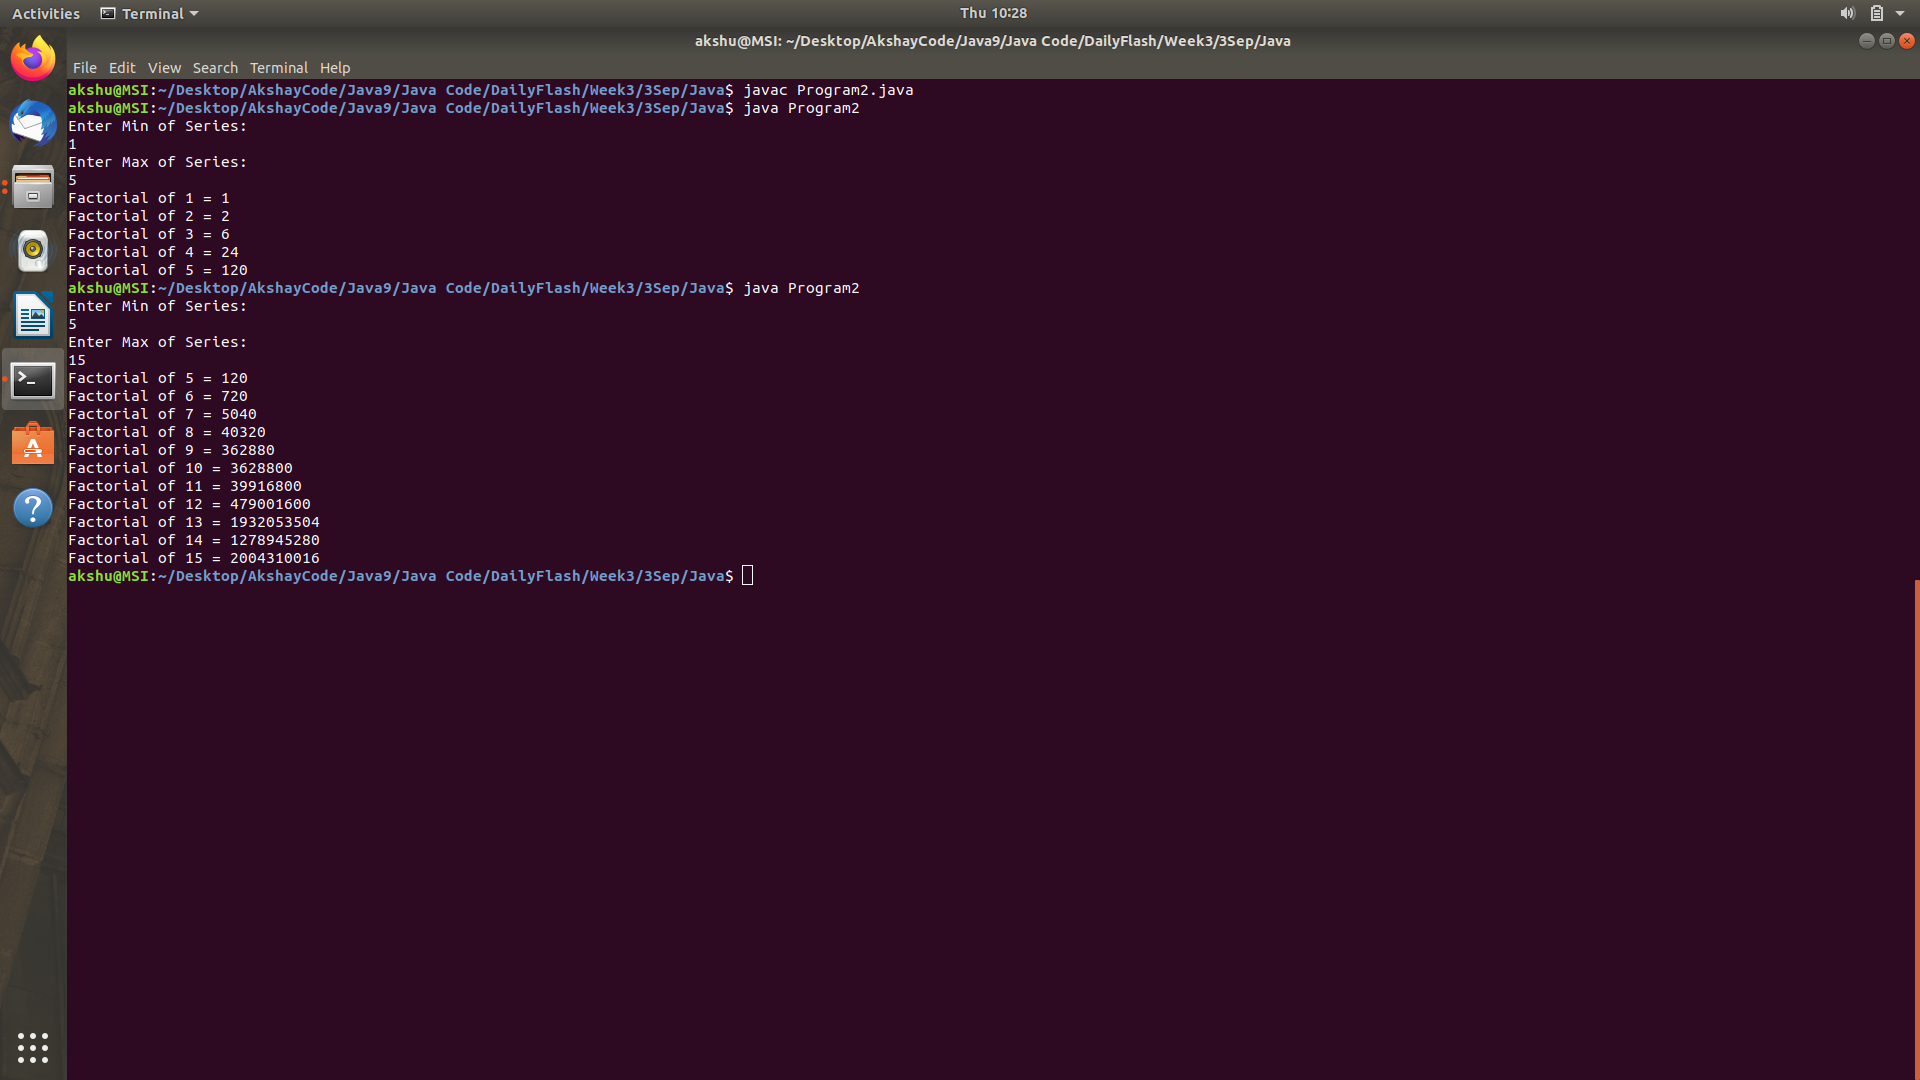 Activities Terminal Thu 10:28
akshu@MSI: ~/Desktop/AkshayCode/Java9/Java Code/DailyFlash/Week3/3Sep/Java
File Edit View Search Terminal Help
akshu@MSI:~/Desktop/AkshayCode/Java9/Java Code/DailyFlash/Week3/3Sep/Java$ javac Program2.java
akshu@MSI:~/Desktop/AkshayCode/Java9/Java Code/DailyFlash/Week3/3Sep/Java$ java Program2
Enter Min of Series:
1
Enter Max of Series:
5
Factorial of 1 = 1
Factorial of 2 = 2
Factorial of 3 = 6
Factorial of 4 = 24
Factorial of 5 = 120
akshu@MSI:~/Desktop/AkshayCode/Java9/Java Code/DailyFlash/Week3/3Sep/Java$ java Program2
Enter Min of Series:
5
Enter Max of Series:
15
Factorial of 5 = 120
Factorial of 6 = 720
Factorial of 7 = 5040
Factorial of 8 = 40320
Factorial of 9 = 362880
Factorial of 10 = 3628800
Factorial of 11 = 39916800
Factorial of 12 = 479001600
Factorial of 13 = 1932053504
Factorial of 14 = 1278945280
Factorial of 15 = 2004310016
akshu@MSI:~/Desktop/AkshayCode/Java9/Java Code/DailyFlash/Week3/3Sep/Java$